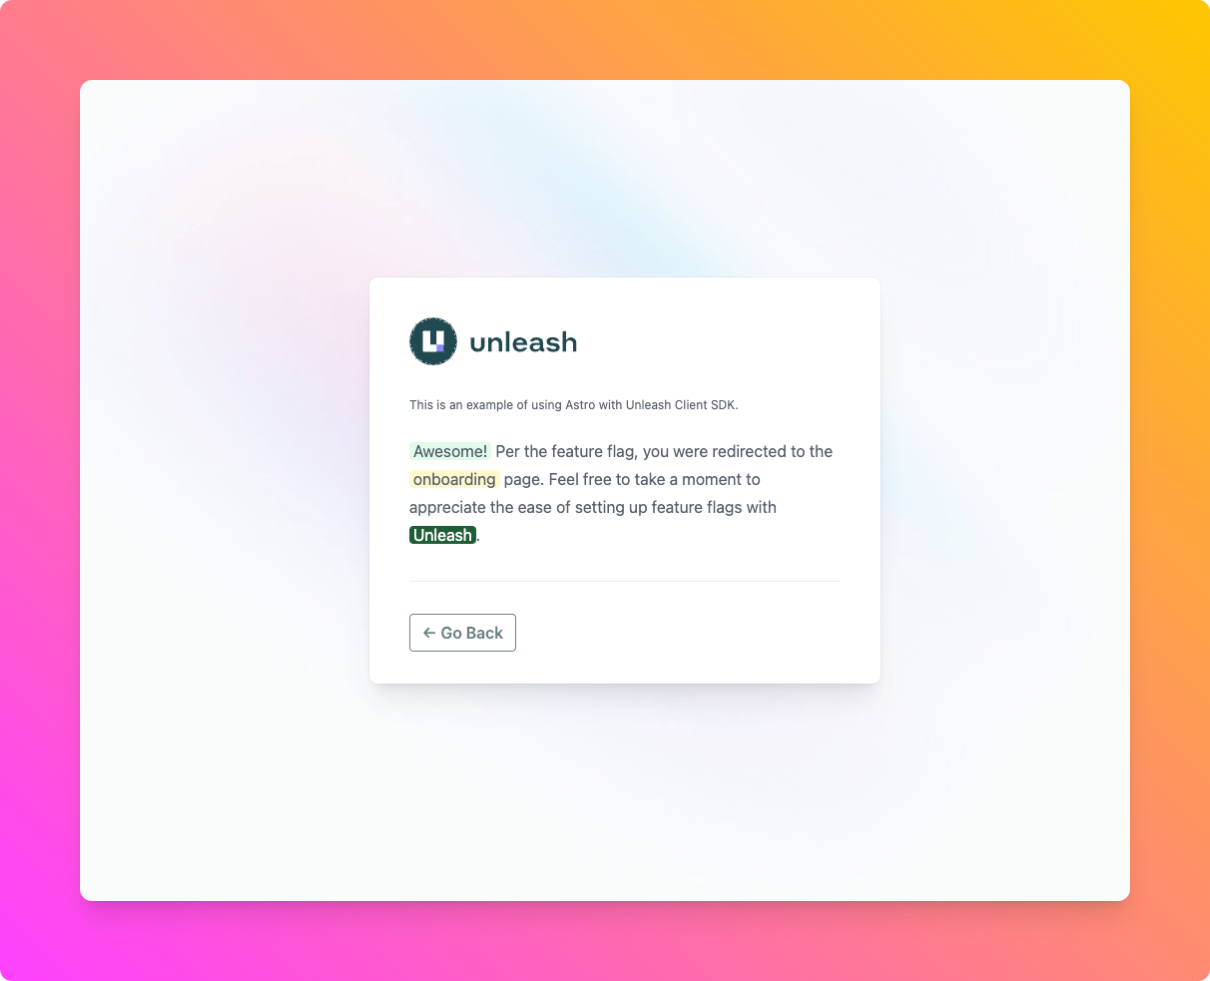 unleash
This is an example of using Astro with Unleash Client SDK.
Awesome! Per the feature flag, you were redirected to the
onboarding page. Feel free to take a moment to
appreciate the ease of setting up feature flags with
Unleash.
← Go Back